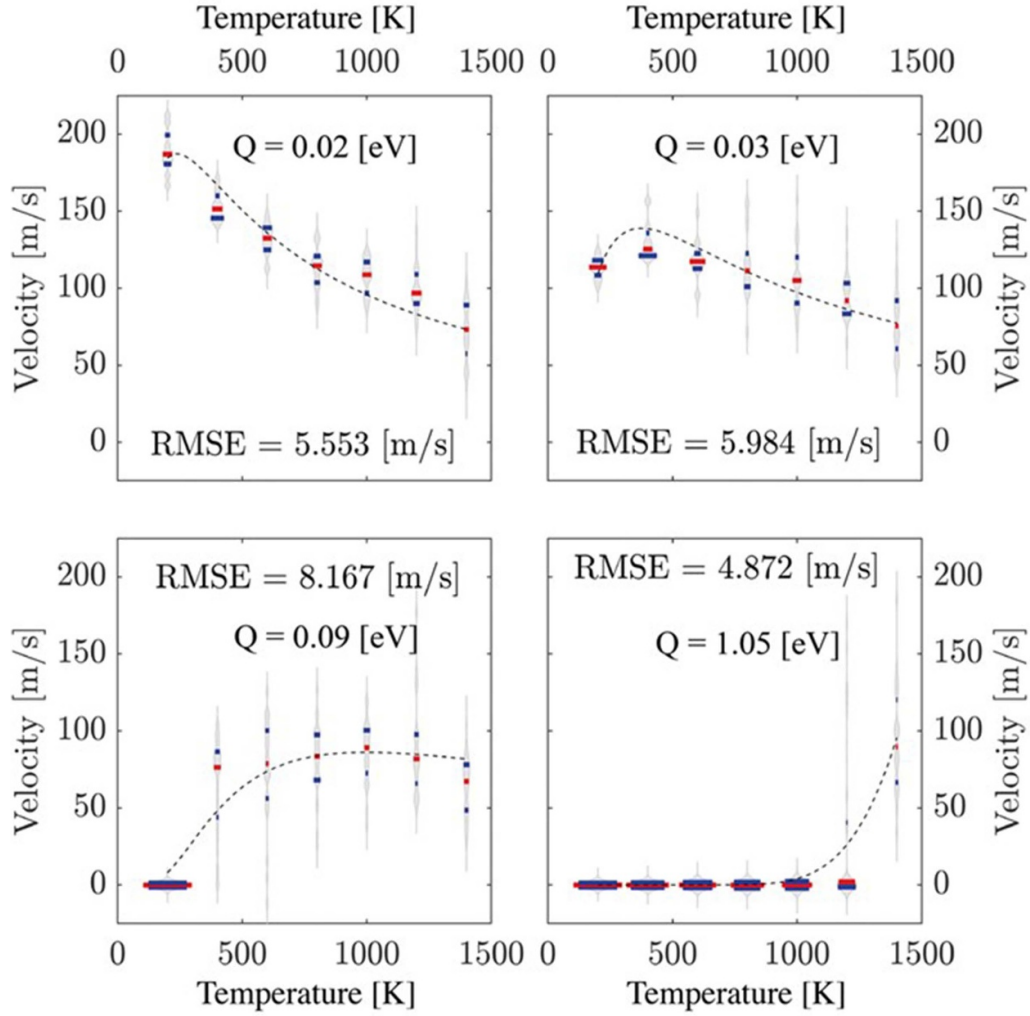 Temperature [K]
Temperature [K]
0 500 1000 1500
0 500 1000 1500
Velocity [m/s]
200
150
100
50
0
Q = 0.02 [eV]
RMSE = 5.553 [m/s]
Q = 0.03 [eV]
RMSE = 5.984 [m/s]
200
150
100
50
0
Velocity [m/s]
Velocity [m/s]
200
150
100
50
0
RMSE = 8.167 [m/s]
Q = 0.09 [eV]
RMSE = 4.872 [m/s]
Q = 1.05 [eV]
200
150
100
50
0
Velocity [m/s]
0 500 1000 1500
0 500 1000 1500
Temperature [K]
Temperature [K]